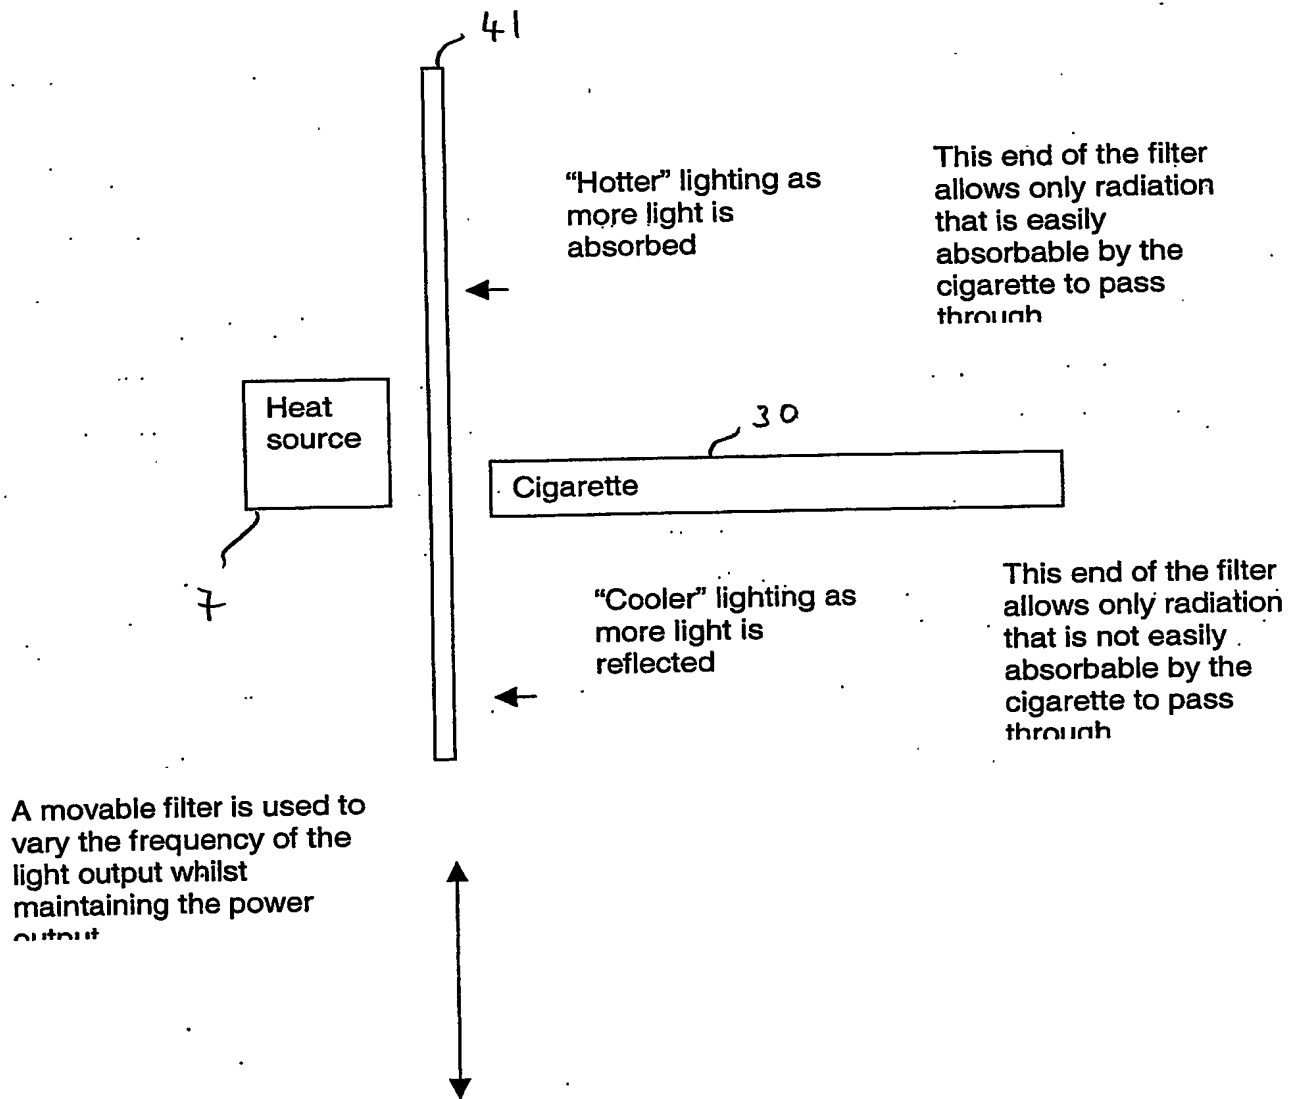 41
"Hotter" lighting as
more light is
absorbed
This end of the filter
allows only radiation
that is easily
absorbable by the
cigarette to pass
through
Heat
source
30
Cigarette
7
"Cooler" lighting as
more light is
reflected
This end of the filter
allows only radiation
that is not easily
absorbable by the
cigarette to pass
through
A movable filter is used to
vary the frequency of the
light output whilst
maintaining the power
output